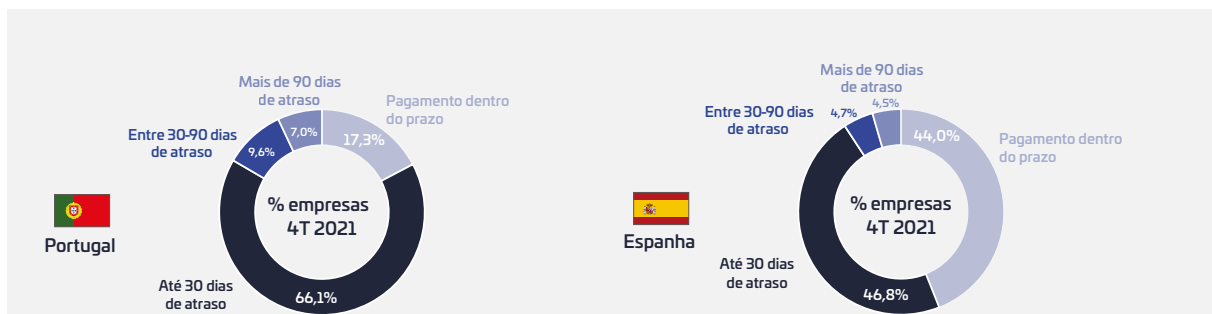 Mais de 90 dias
de atraso
Pagamento dentro
do prazo
Entre 30-90 dias
de atraso
7,0%
17,3%
9,6%
% empresas
4T 2021
Portugal
Até 30 dias
de atraso
66,1%
Mais de 90 dias
de atraso
4,5%
Entre 30-90 dias
de atraso
4,7%
44,0%
Pagamento dentro
do prazo
% empresas
4T 2021
Espanha
Até 30 dias
de atraso
46,8%